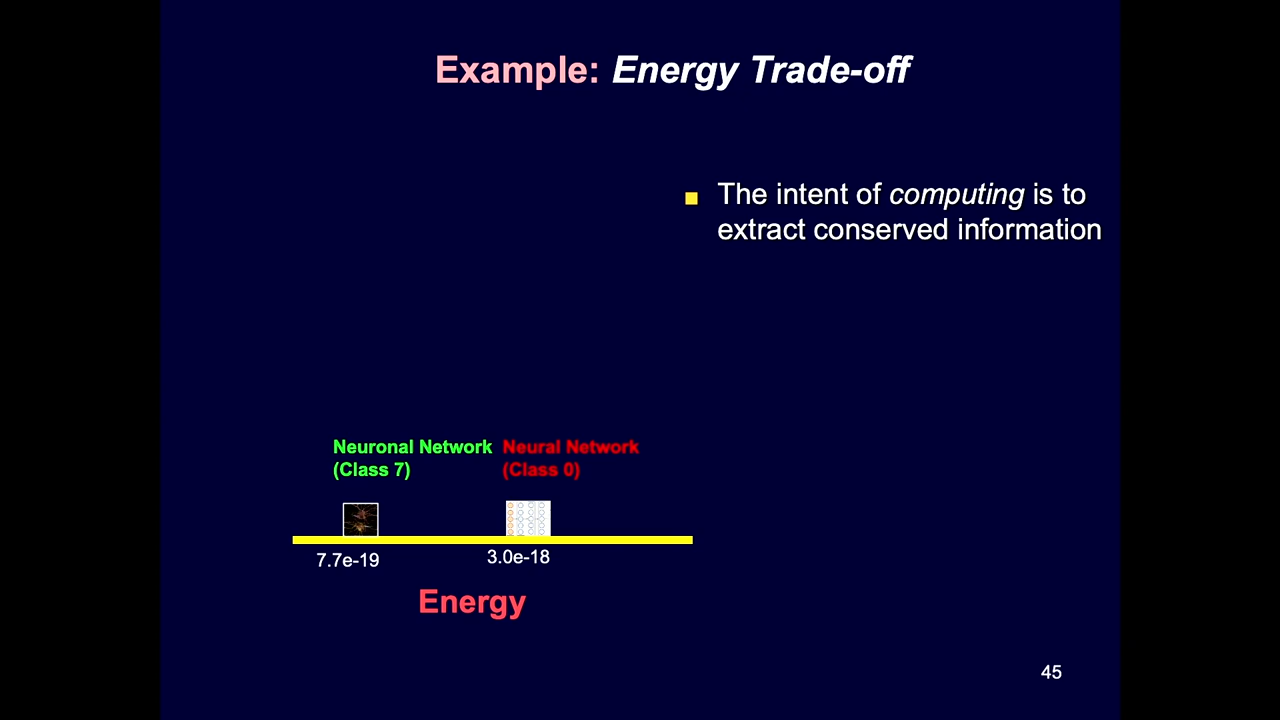 Example: Energy Trade-off
The intent of computing is to
extract conserved information
Neuronal Network
(Class 7)
Neural Network
(Class 0)
7.7e-19
3.0e-18
Energy
45